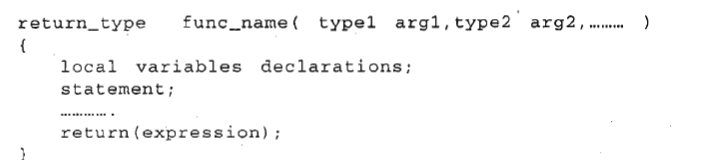 return_type func_name( type1 arg1,type2 arg2,......... )
{
local variables declarations;
statement;
..............
return(expression);
}